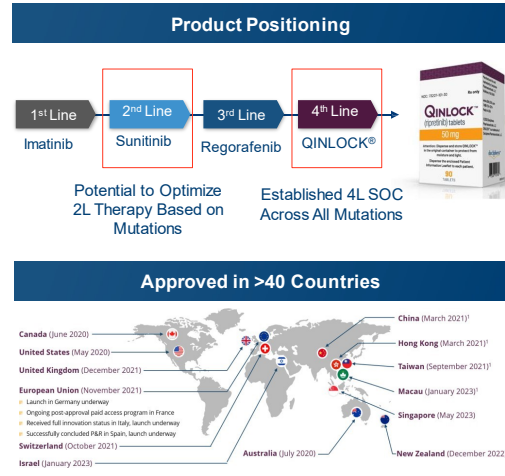 Product Positioning
1st Line
2nd Line
3rd Line
4th Line
Imatinib
Sunitinib
Regorafenib
QINLOCK®
Potential to Optimize
2L Therapy Based on
Mutations
Established 4L SOC
Across All Mutations
Rx only
QINLOCK™
(ripretinib) tablets
50 mg
90
TABLETS
Approved in >40 Countries
Canada (June 2020)
United States (May 2020)
United Kingdom (December 2021)
European Union (November 2021)
Launch in Germany underway
Ongoing post-approval paid access program in France
Received full innovation status in Italy, launch underway
Successfully concluded P&R in Spain, launch underway
Switzerland (October 2021)
Israel (January 2023)
China (March 2021)¹
Hong Kong (March 2021)¹
Taiwan (September 2021)¹
Macau (January 2023)¹
Singapore (May 2023)
Australia (July 2020)
New Zealand (December 2022